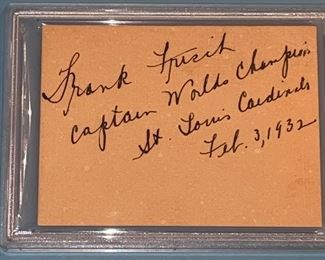 Frank Frisch
Captain Worlds Champions
St. Louis Cardinals
Feb. 3, 1932